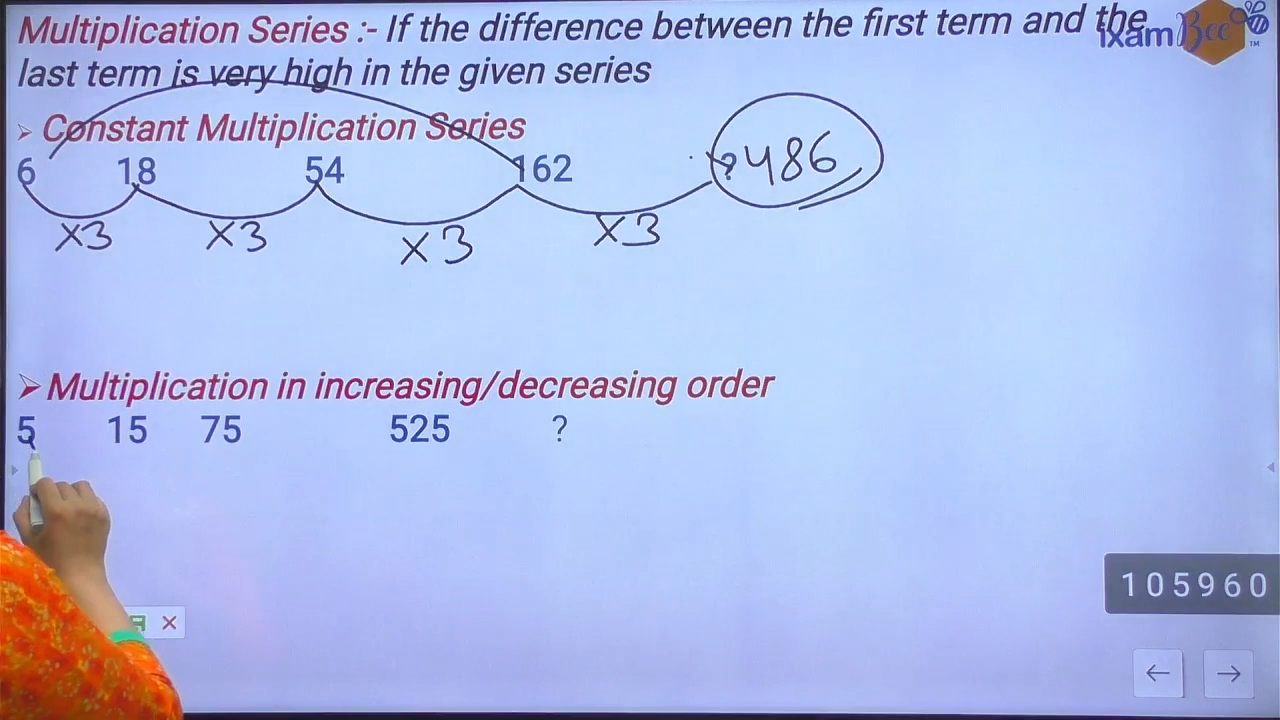 Multiplication Series :- If the difference between the first term and the
last term is very high in the given series
ixamBee TM
➢ Constant Multiplication Series
6 18 54 162 ? 486
×3 ×3 ×3 ×3
➢ Multiplication in increasing/decreasing order
5 15 75 525 ?
105960